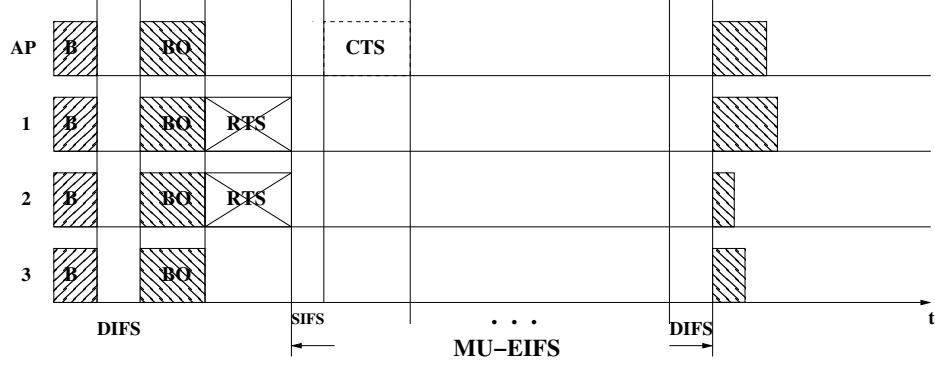 AP B BO CTS
1 B BO RTS
2 B BO RTS
3 B BO
DIFS SIFS . . . DIFS t
MU−EIFS